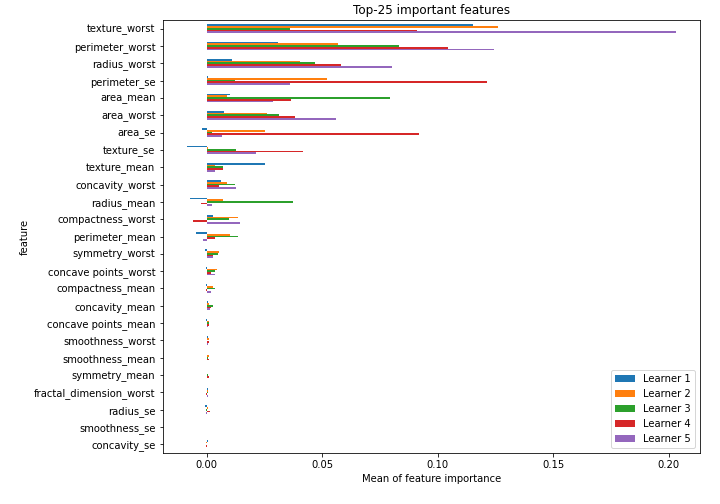 Top-25 important features
texture_worst
perimeter_worst
radius_worst
perimeter_se
area_mean
area_worst
area_se
texture_se
texture_mean
concavity_worst
radius_mean
compactness_worst
perimeter_mean
symmetry_worst
concave points_worst
compactness_mean
concavity_mean
concave points_mean
smoothness_worst
smoothness_mean
symmetry_mean
fractal_dimension_worst
radius_se
smoothness_se
concavity_se
feature
Learner 1
Learner 2
Learner 3
Learner 4
Learner 5
0.00 0.05 0.10 0.15 0.20
Mean of feature importance